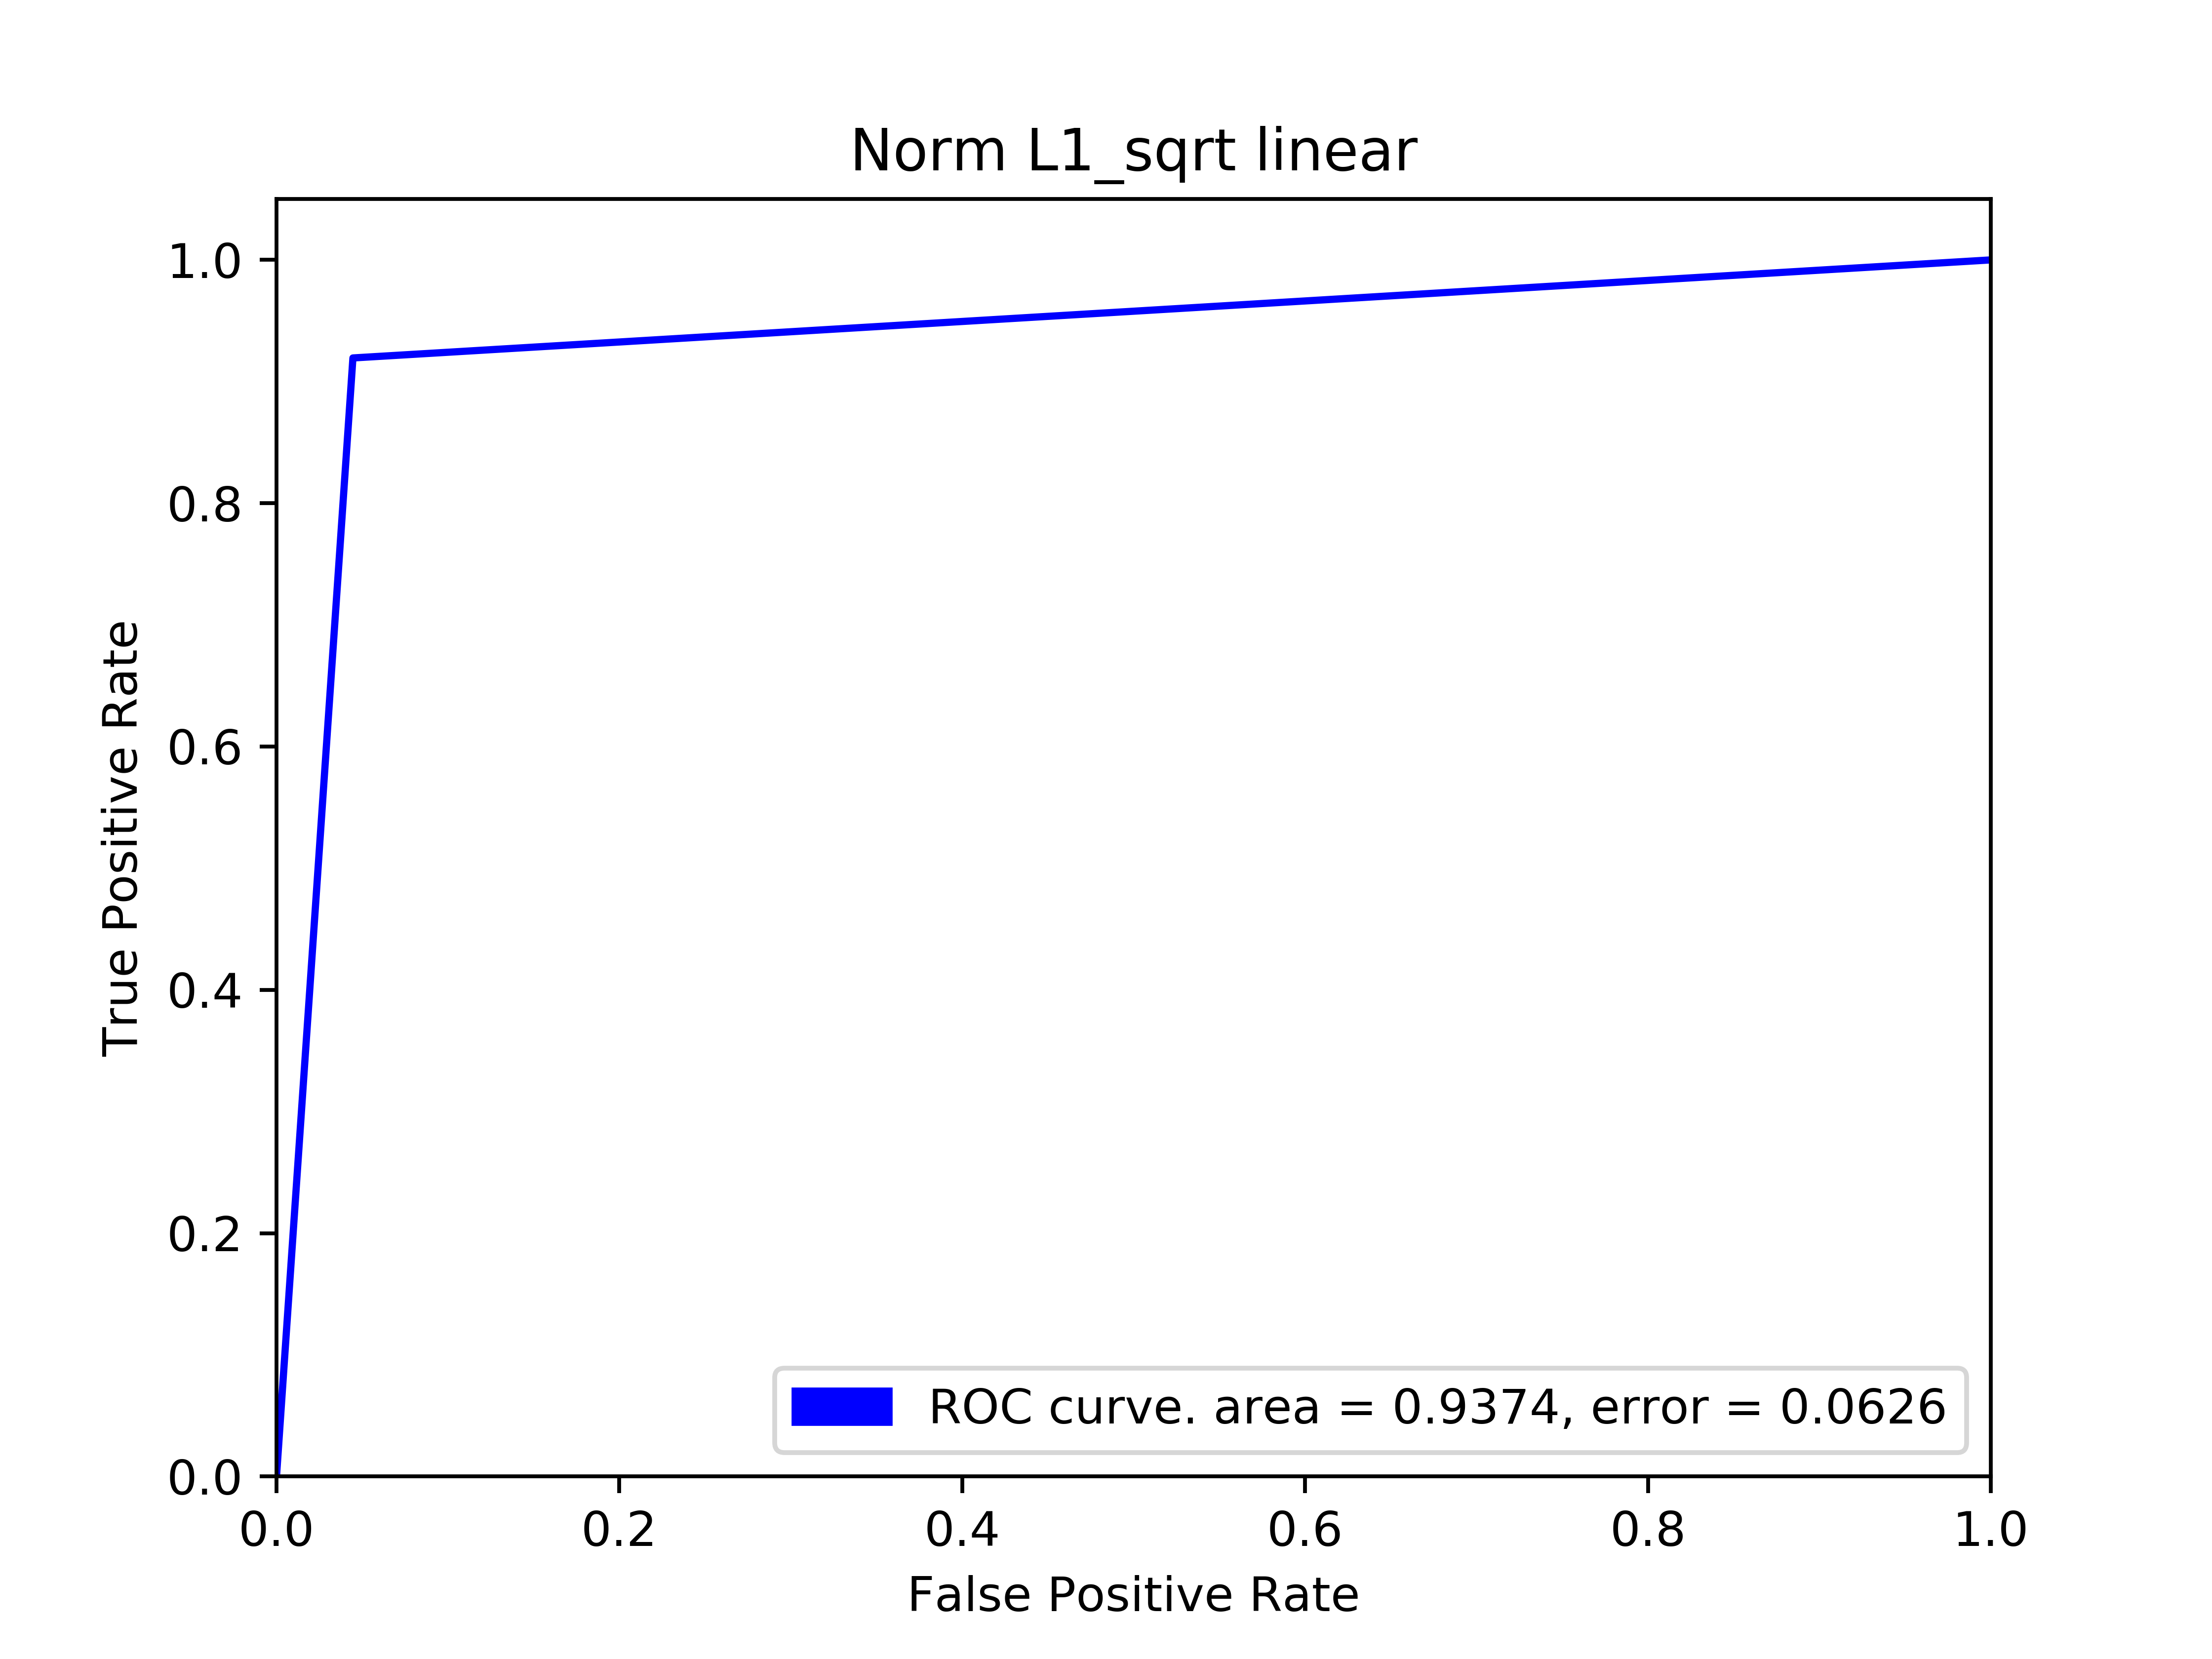 Norm L1_sqrt linear
1.0
0.8
0.6
0.4
0.2
0.0
True Positive Rate
ROC curve. area = 0.9374, error = 0.0626
0.0 0.2 0.4 0.6 0.8 1.0
False Positive Rate